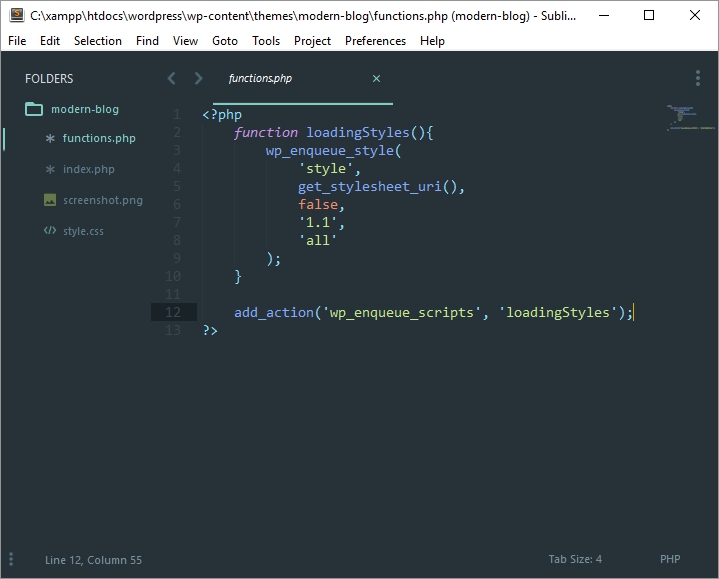 C:\xampp\htdocs\wordpress\wp-content\themes\modern-blog\functions.php (modern-blog) - Subli...
File Edit Selection Find View Goto Tools Project Preferences Help
FOLDERS
modern-blog
functions.php
index.php
screenshot.png
style.css
functions.php
1 <?php
2 function loadingStyles(){
3 wp_enqueue_style(
4 'style',
5 get_stylesheet_uri(),
6 false,
7 '1.1',
8 'all'
9 );
10 }
11
12 add_action('wp_enqueue_scripts', 'loadingStyles');
13 ?>
Line 12, Column 55
Tab Size: 4
PHP